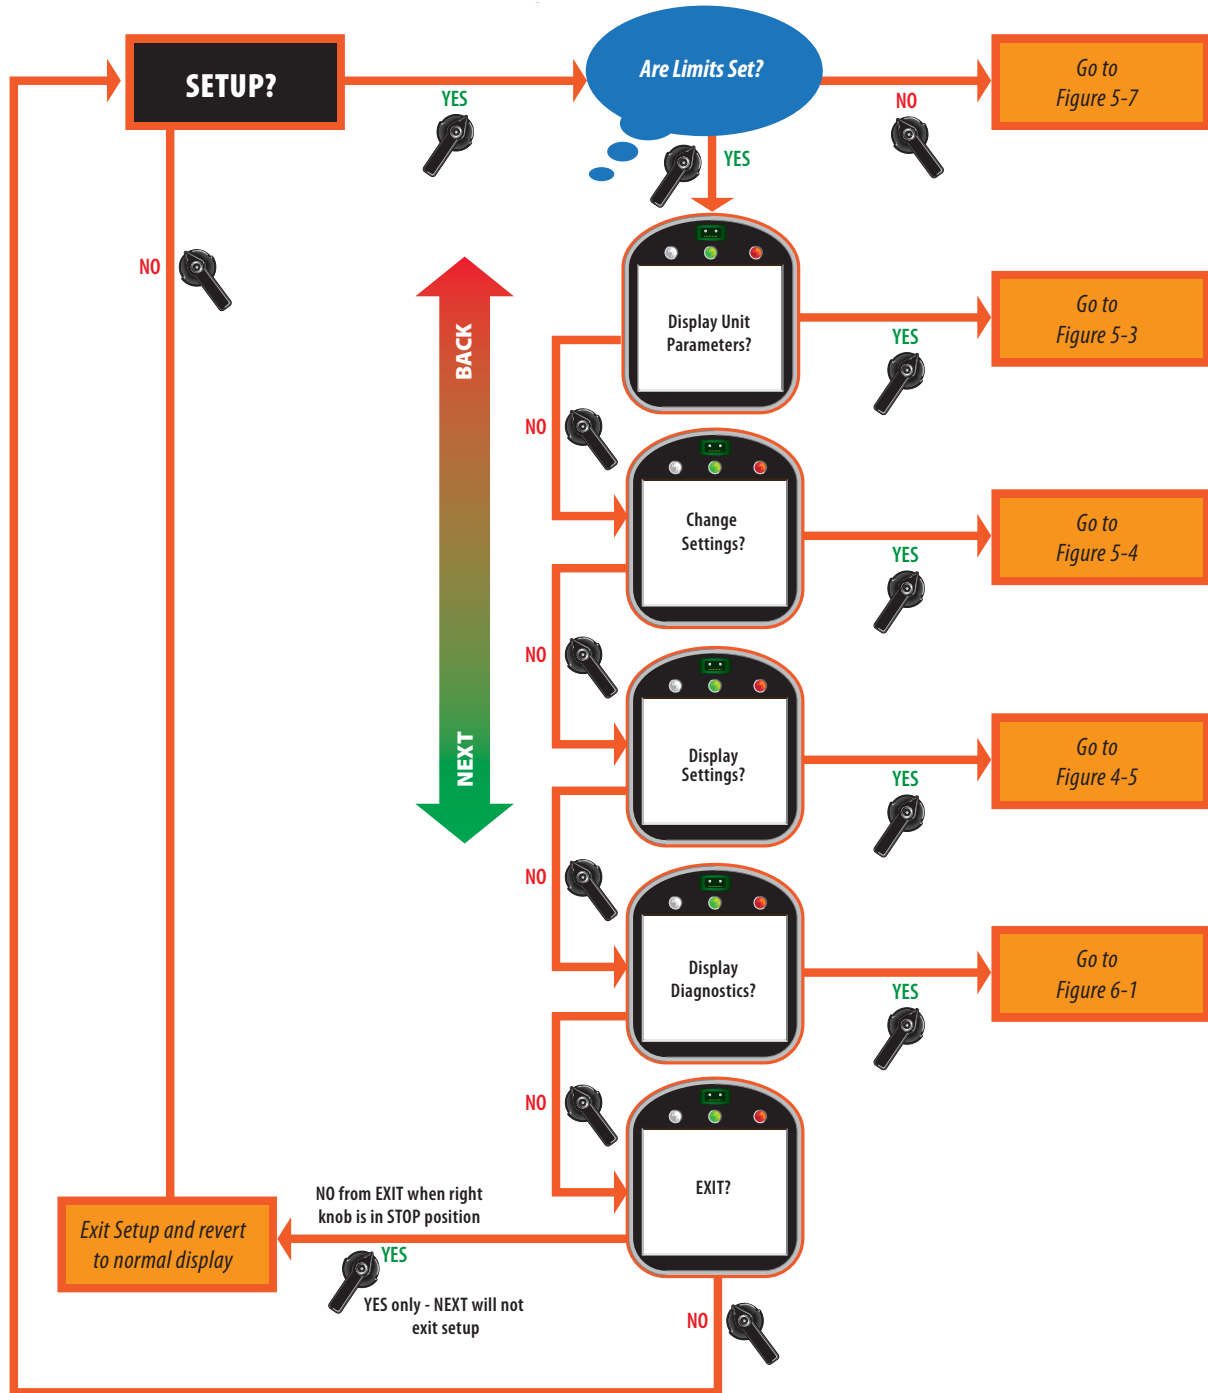 SETUP?
YES
Are Limits Set?
NO
Go to
Figure 5-7
YES
NO
BACK
NEXT
Display Unit
Parameters?
YES
Go to
Figure 5-3
NO
Change
Settings?
YES
Go to
Figure 5-4
NO
Display
Settings?
YES
Go to
Figure 4-5
NO
Display
Diagnostics?
YES
Go to
Figure 6-1
NO
EXIT?
NO from EXIT when right
knob is in STOP position
Exit Setup and revert
to normal display
YES
YES only - NEXT will not
exit setup
NO